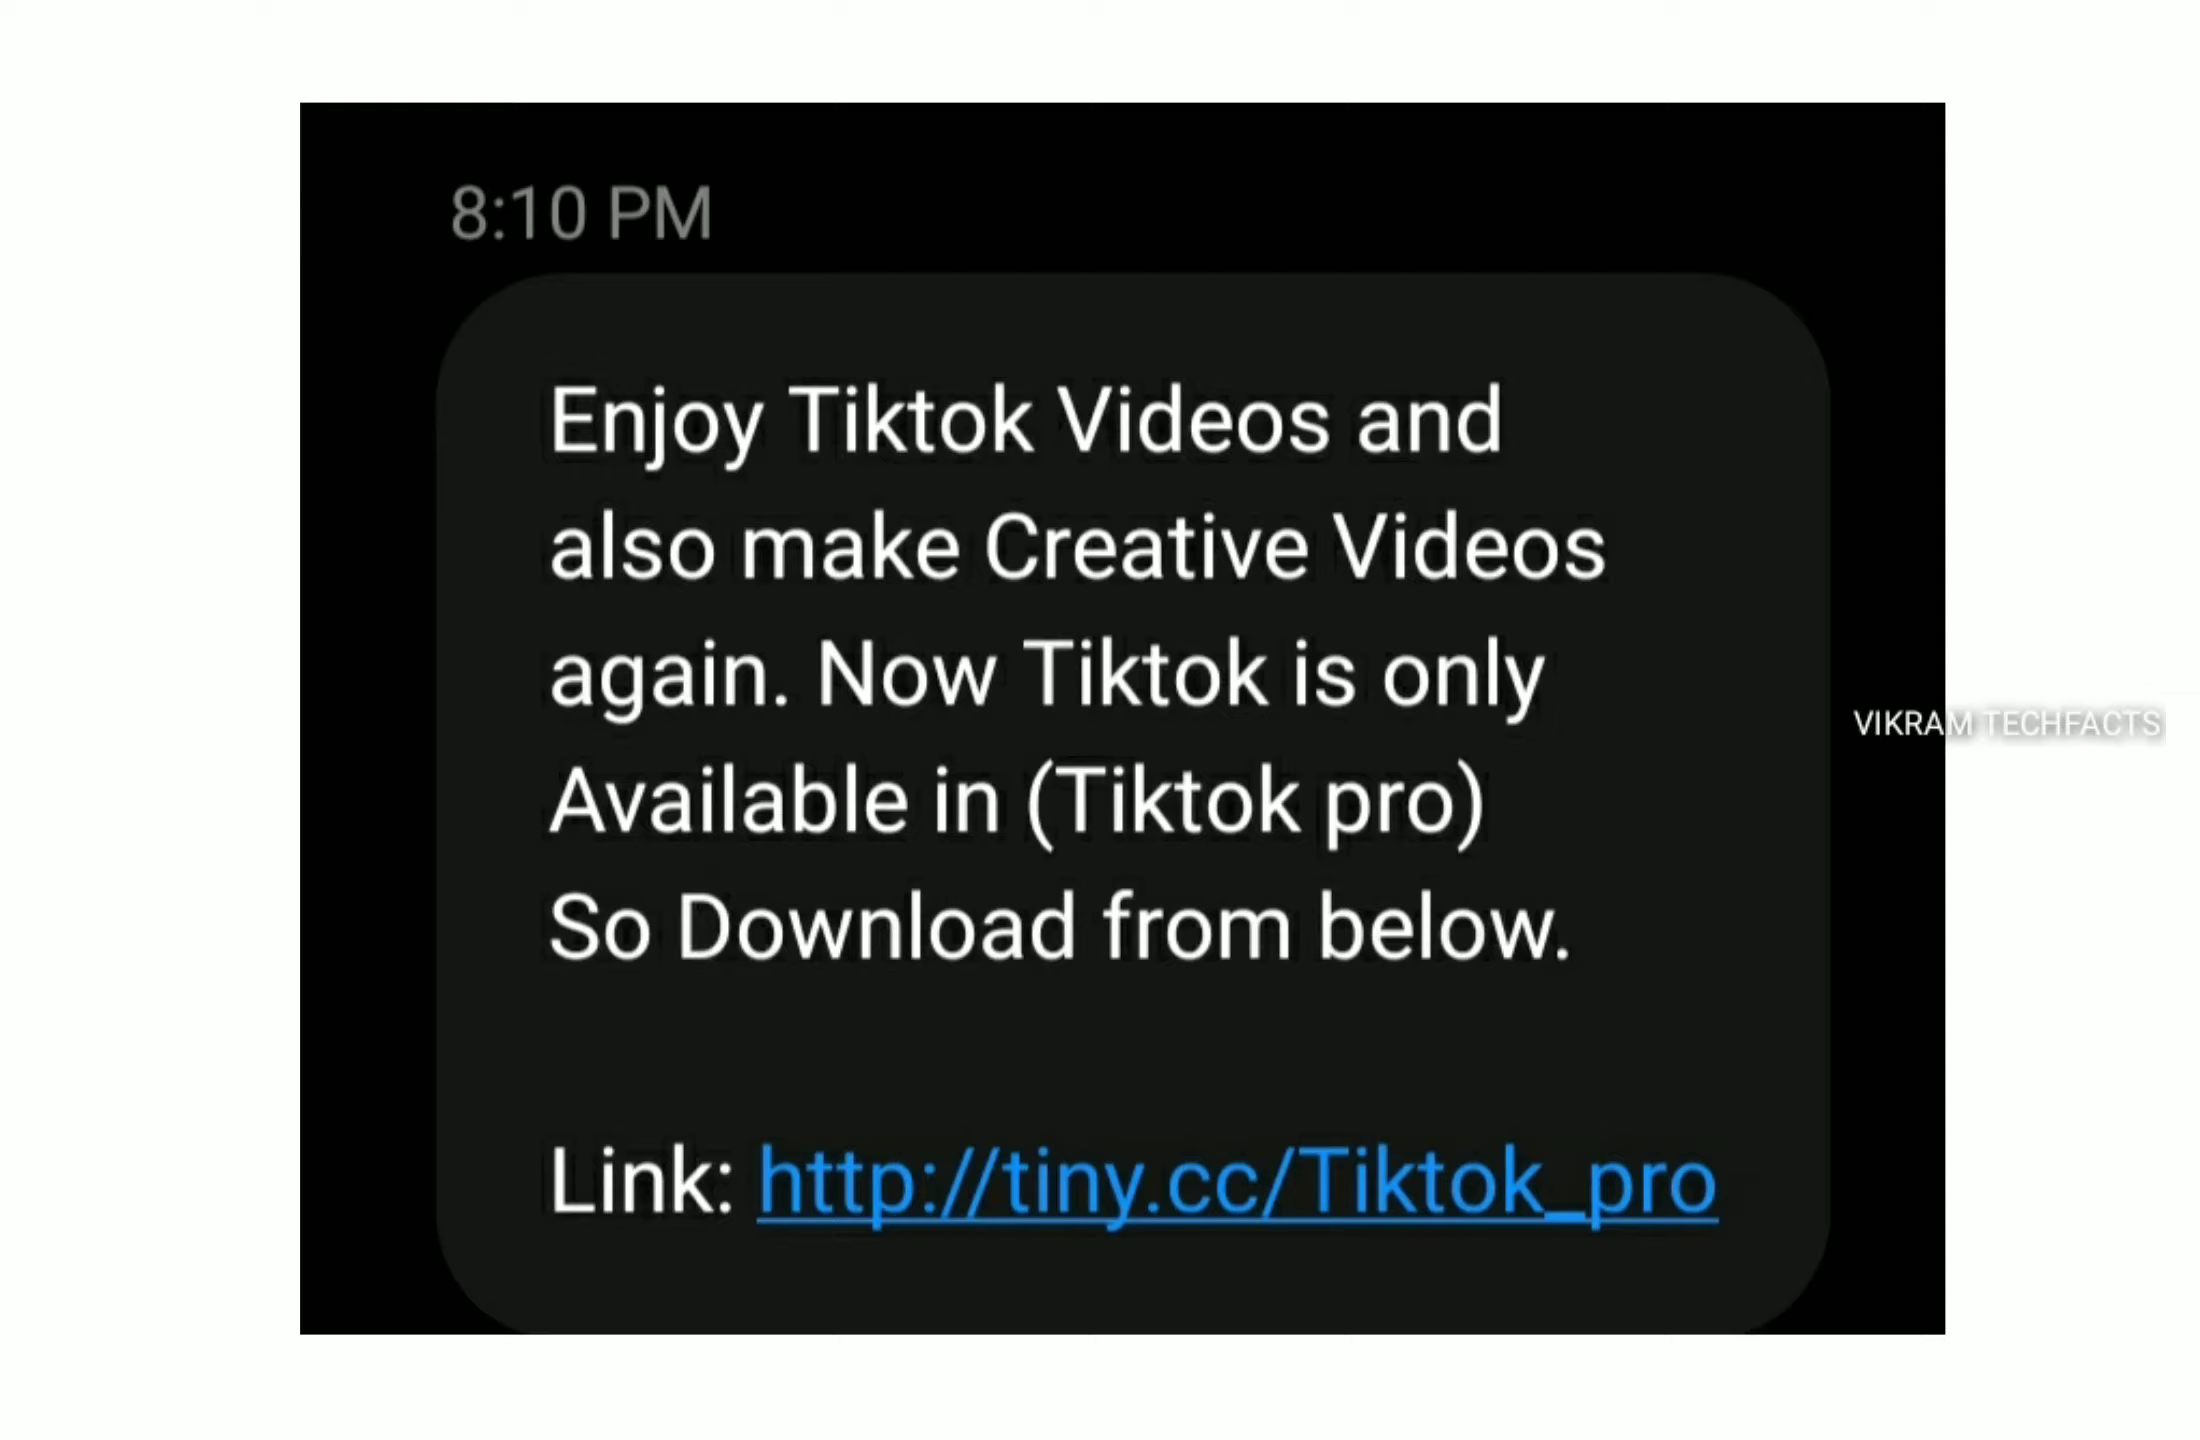 8:10 PM
Enjoy Tiktok Videos and
also make Creative Videos
again. Now Tiktok is only
Available in (Tiktok pro)
So Download from below.
Link: http://tiny.cc/Tiktok_pro
VIKRAM TECHFACTS